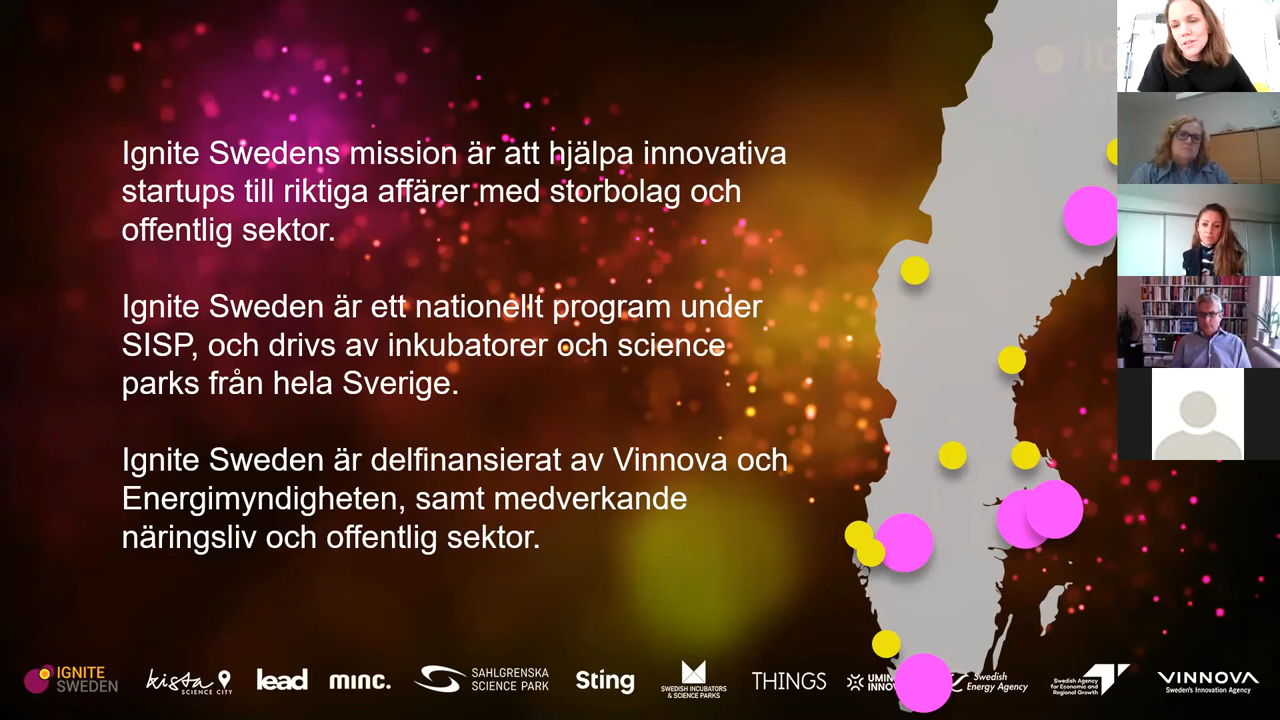 Ignite Swedens mission är att hjälpa innovativa
startups till riktiga affärer med storbolag och
offentlig sektor.
Ignite Sweden är ett nationellt program under
SISP, och drivs av inkubatorer och science
parks från hela Sverige.
Ignite Sweden är delfinansierat av Vinnova och
Energimyndigheten, samt medverkande
näringsliv och offentlig sektor.
IGNITE
SWEDEN
kista
SCIENCE CITY
lead
minc.
SAHLGRENSKA
SCIENCE PARK
Sting
SWEDISH INCUBATORS
& SCIENCE PARKS
THINGS
UMIN
INNO
Swedish
Energy Agency
Swedish Agency
for Economic and
Regional Growth
VINNOVA
Sweden's Innovation Agency